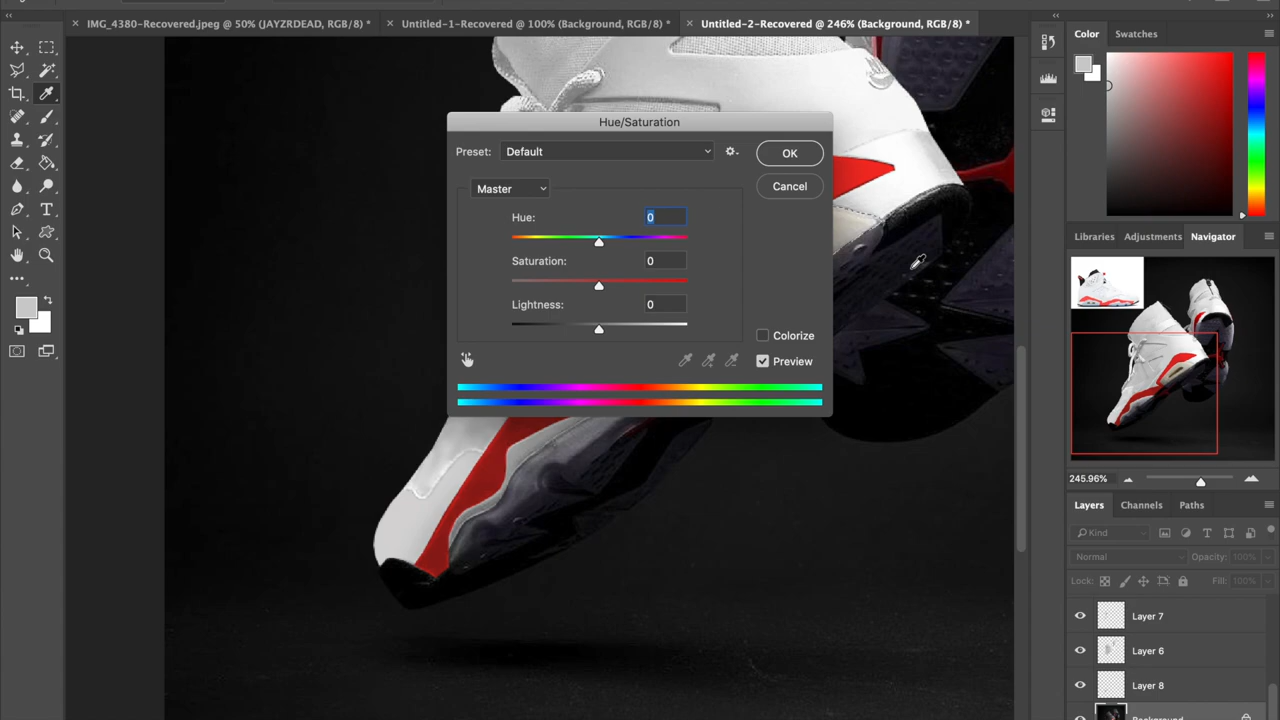 IMG_4380-Recovered.jpeg @ 50% (JAYZRDEAD, RGB/8) *
Untitled-1-Recovered @ 100% (Background, RGB/8) *
Untitled-2-Recovered @ 246% (Background, RGB/8) *
Color
Swatches
Hue/Saturation
Preset:
Default
OK
Master
Cancel
Hue:
0
Saturation:
0
Lightness:
0
Colorize
Preview
Libraries
Adjustments
Navigator
245.96%
Layers
Channels
Paths
Kind
Normal
Opacity:
100%
Lock:
Fill:
100%
Layer 7
Layer 6
Layer 8
Background